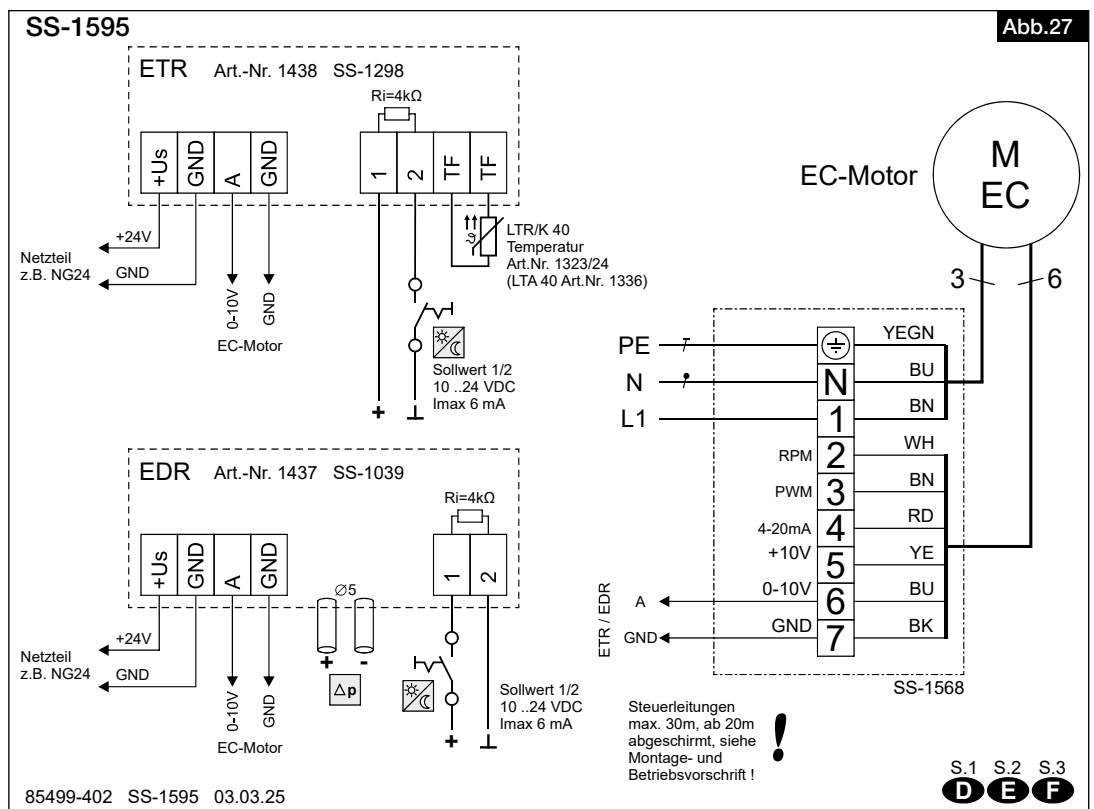 SS-1595
Abb.27
ETR Art.-Nr. 1438 SS-1298
Ri=4kΩ
+Us GND A GND
1 2 TF TF
+24V
Netzteil
z.B. NG24
GND
0-10V
GND
EC-Motor
ϑ
LTR/K 40
Temperatur
Art.Nr. 1323/24
(LTA 40 Art.Nr. 1336)
Sollwert 1/2
10 ..24 VDC
Imax 6 mA
+
EDR Art.-Nr. 1437 SS-1039
Ri=4kΩ
+Us GND A GND
1 2
∅5
+24V
Netzteil
z.B. NG24
GND
0-10V
GND
EC-Motor
+ -
△p
Sollwert 1/2
10 ..24 VDC
Imax 6 mA
+
EC-Motor
M
EC
3 6
PE YEGN
N N BU
L1 1 BN
RPM 2 WH
PWM 3 BN
4-20mA 4 RD
+10V 5 YE
A 0-10V 6 BU
GND GND 7 BK
ETR / EDR
SS-1568
Steuerleitungen
max. 30m, ab 20m
abgeschirmt, siehe
Montage- und
Betriebsvorschrift !
!
S.1 S.2 S.3
D E F
85499-402 SS-1595 03.03.25